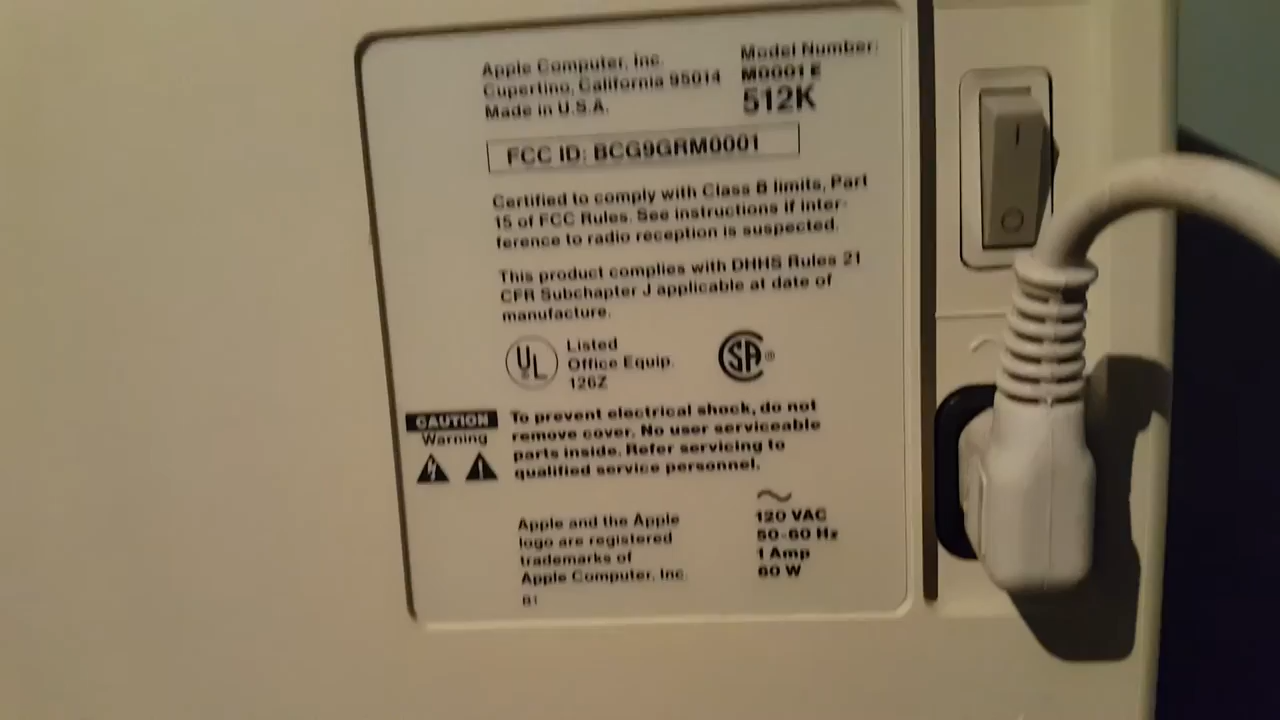 Apple Computer, Inc.
Cupertino, California 95014
Made in U.S.A.
Model Number:
M0001 E
512K
FCC ID: BCG9GRM0001
Certified to comply with Class B limits, Part
15 of FCC Rules. See instructions if inter-
ference to radio reception is suspected.
This product complies with DHHS Rules 21
CFR Subchapter J applicable at date of
manufacture.
UL
Listed
Office Equip.
126Z
SA®
CAUTION
Warning
To prevent electrical shock, do not
remove cover. No user serviceable
parts inside. Refer servicing to
qualified service personnel.
Apple and the Apple
logo are registered
trademarks of
Apple Computer, Inc.
120 VAC
50-60 Hz
1 Amp
60 W
B1